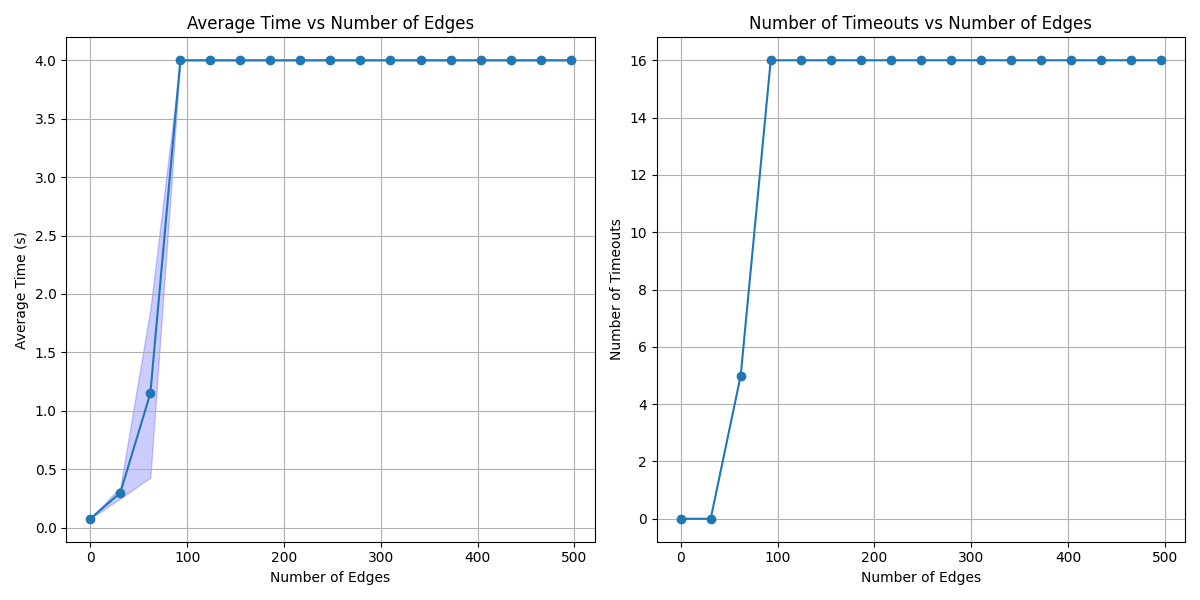 Average Time vs Number of Edges
Average Time (s)
4.0
3.5
3.0
2.5
2.0
1.5
1.0
0.5
0.0
0 100 200 300 400 500
Number of Edges
Number of Timeouts vs Number of Edges
Number of Timeouts
16
14
12
10
8
6
4
2
0
0 100 200 300 400 500
Number of Edges